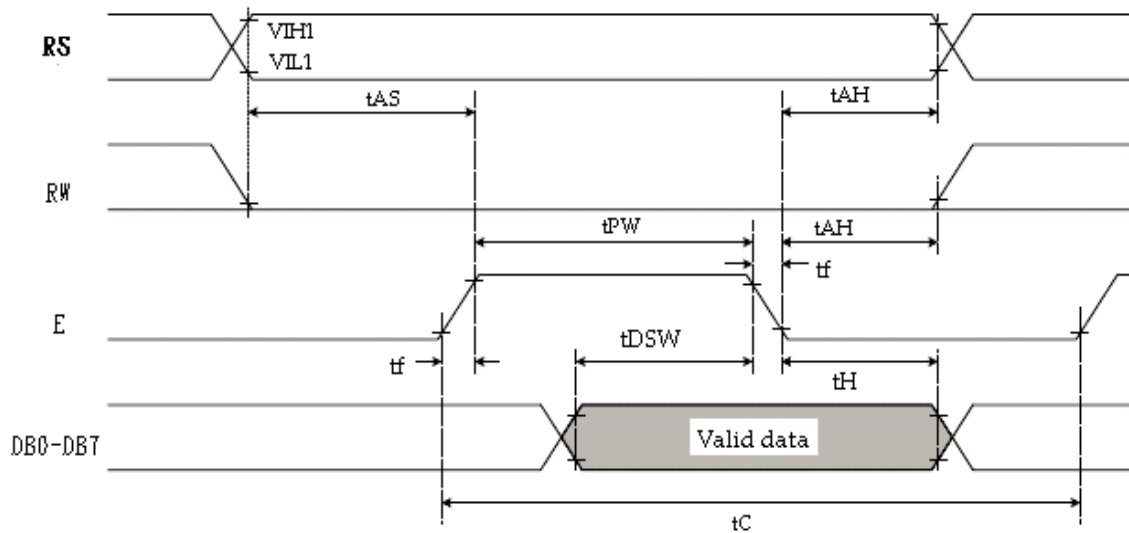 RS
VIH1
VIL1
tAS
tAH
RW
tPW
tAH
tf
E
tDSW
tf
tH
DB0-DB7
Valid data
tC